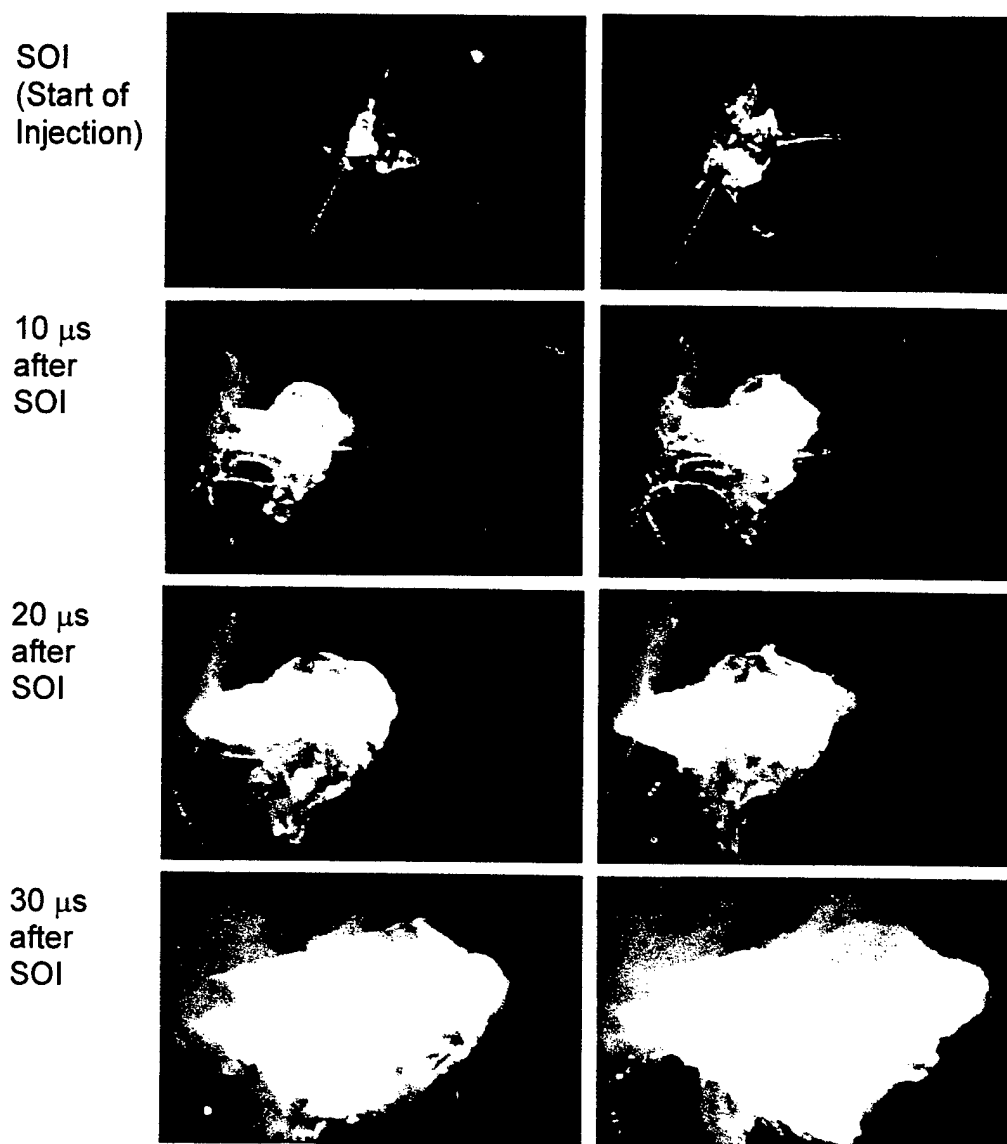 SOI
(Start of
Injection)
10 μs
after
SOI
20 μs
after
SOI
30 μs
after
SOI